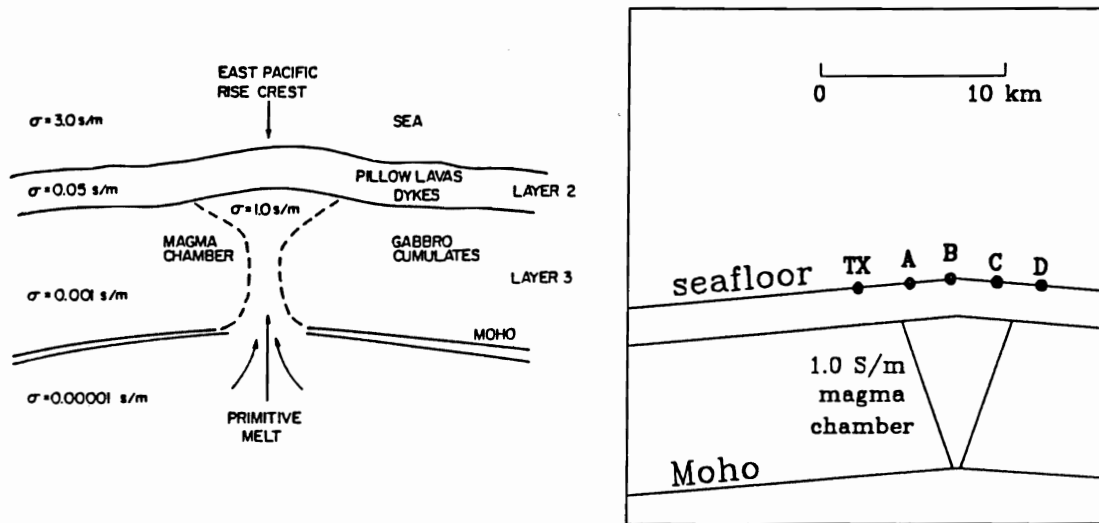 EAST PACIFIC
RISE CREST
σ=3.0 s/m
SEA
PILLOW LAVAS
DYKES
LAYER 2
σ=0.05 s/m
σ=1.0 s/m
MAGMA
CHAMBER
GABBRO
CUMULATES
LAYER 3
σ=0.001 s/m
MOHO
σ=0.00001 s/m
PRIMITIVE
MELT
0 10 km
TX A B C D
seafloor
1.0 S/m
magma
chamber
Moho